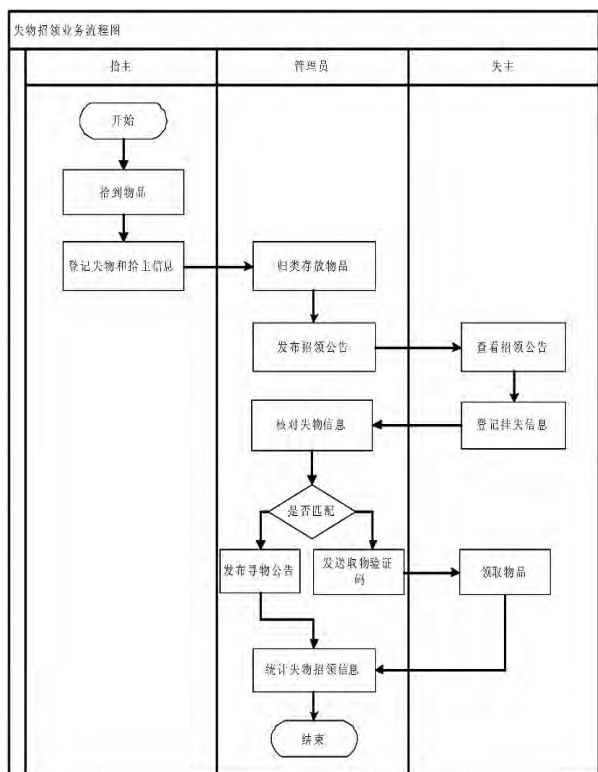 失物招领业务流程图
拾主
管理员
失主
开始
拾到物品
登记失物和拾主信息
归类存放物品
发布招领公告
查看招领公告
核对失物信息
登记挂失信息
是否匹配
发布寻物公告
发送取物验证
码
领取物品
统计失物招领信息
结束